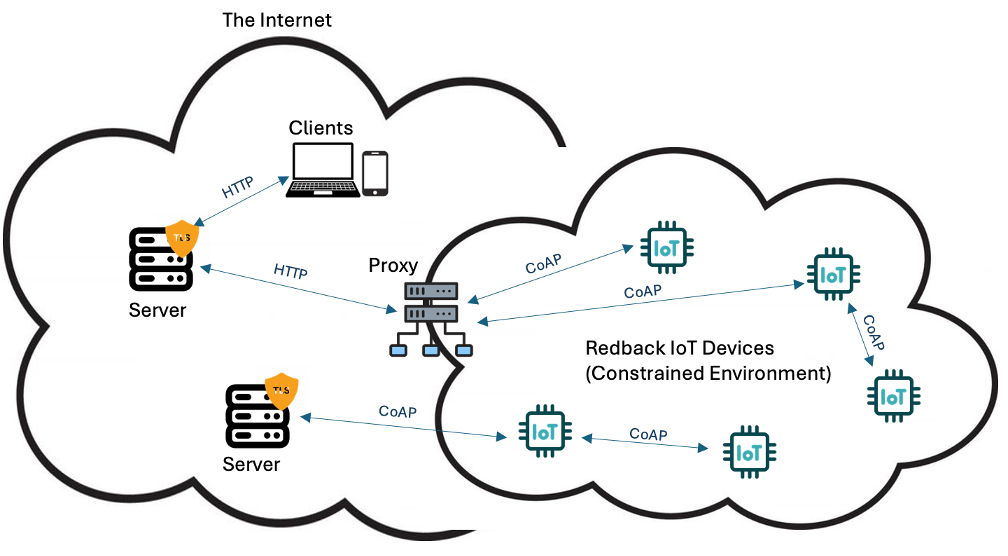 The Internet
Clients
HTTP
TLS
Server
HTTP
Proxy
CoAP
IoT
CoAP
IoT
CoAP
Redback IoT Devices
(Constrained Environment)
IoT
TLS
Server
CoAP
IoT
CoAP
IoT